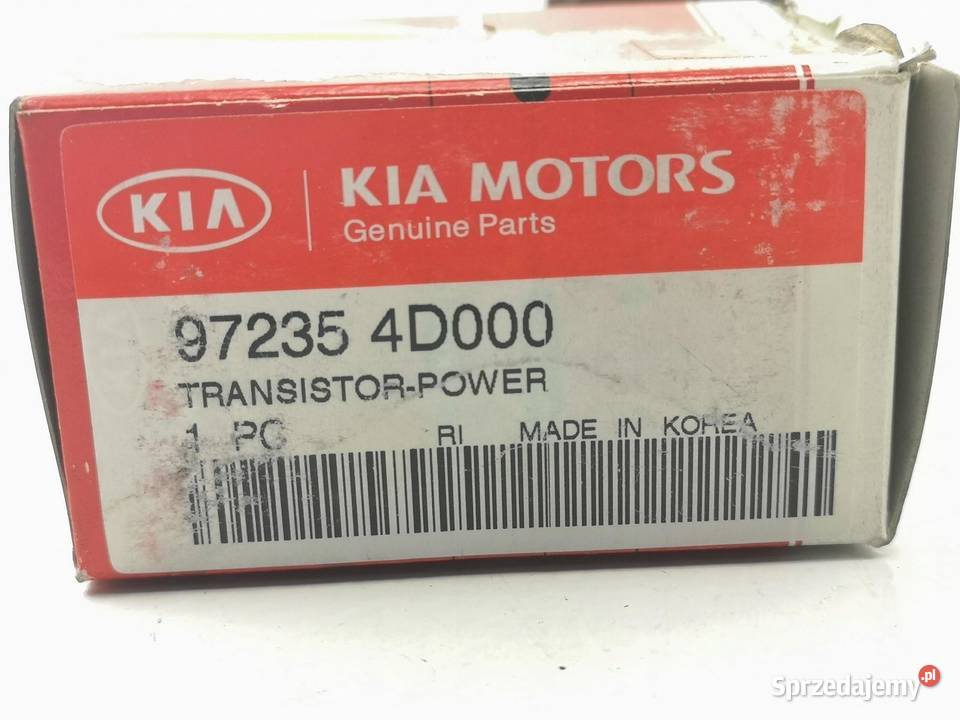 KIA
KIA MOTORS
Genuine Parts
97235 4D000
TRANSISTOR-POWER
1 PC RI MADE IN KOREA
Sprzedajemy.pl